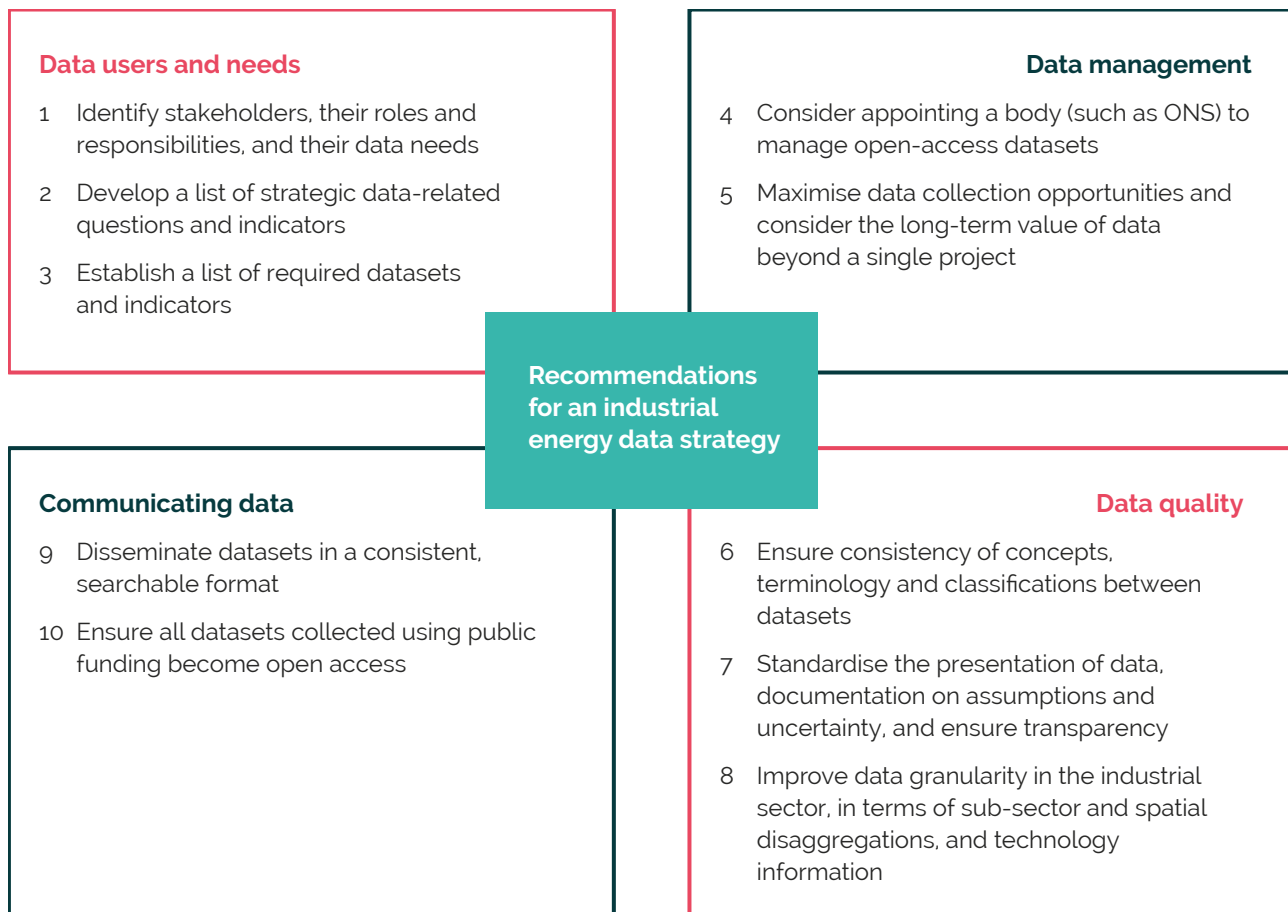 Data users and needs
1 Identify stakeholders, their roles and
responsibilities, and their data needs
2 Develop a list of strategic data-related
questions and indicators
3 Establish a list of required datasets
and indicators
Data management
4 Consider appointing a body (such as ONS) to
manage open-access datasets
5 Maximise data collection opportunities and
consider the long-term value of data
beyond a single project
Recommendations
for an industrial
energy data strategy
Communicating data
9 Disseminate datasets in a consistent,
searchable format
10 Ensure all datasets collected using public
funding become open access
Data quality
6 Ensure consistency of concepts,
terminology and classifications between
datasets
7 Standardise the presentation of data,
documentation on assumptions and
uncertainty, and ensure transparency
8 Improve data granularity in the industrial
sector, in terms of sub-sector and spatial
disaggregations, and technology
information